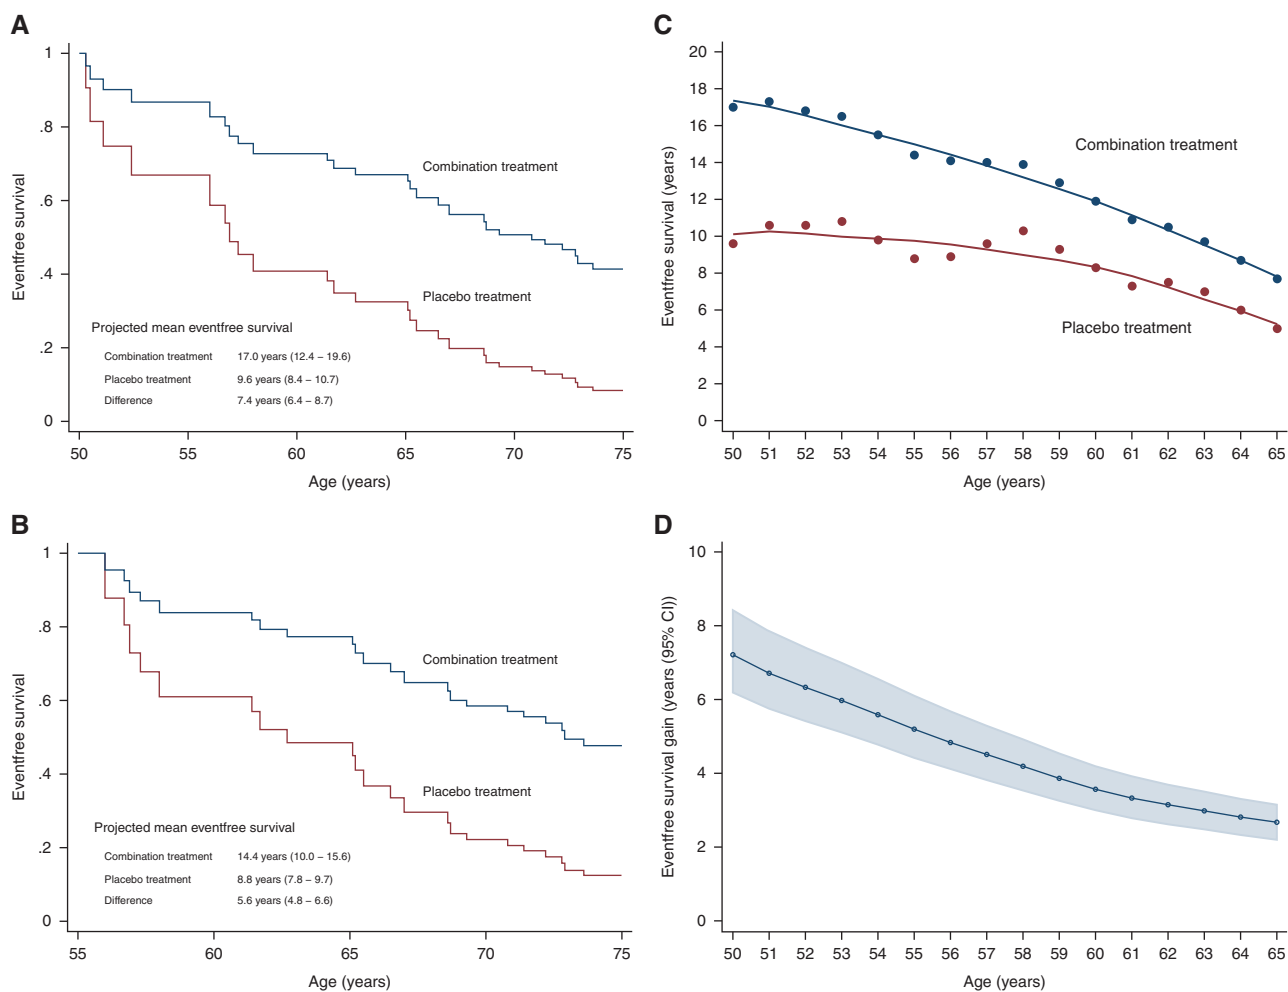 A
Eventfree survival
1
.8
.6
.4
.2
0
Combination treatment
Placebo treatment
Projected mean eventfree survival
Combination treatment 17.0 years (12.4 – 19.6)
Placebo treatment 9.6 years (8.4 – 10.7)
Difference 7.4 years (6.4 – 8.7)
50 55 60 65 70 75
Age (years)
B
Eventfree survival
1
.8
.6
.4
.2
0
Combination treatment
Placebo treatment
Projected mean eventfree survival
Combination treatment 14.4 years (10.0 – 15.6)
Placebo treatment 8.8 years (7.8 – 9.7)
Difference 5.6 years (4.8 – 6.6)
55 60 65 70 75
Age (years)
C
Eventfree survival (years)
20
18
16
14
12
10
8
6
4
2
0
Combination treatment
Placebo treatment
50 51 52 53 54 55 56 57 58 59 60 61 62 63 64 65
Age (years)
D
Eventfree survival gain (years (95% CI))
10
8
6
4
2
0
50 51 52 53 54 55 56 57 58 59 60 61 62 63 64 65
Age (years)